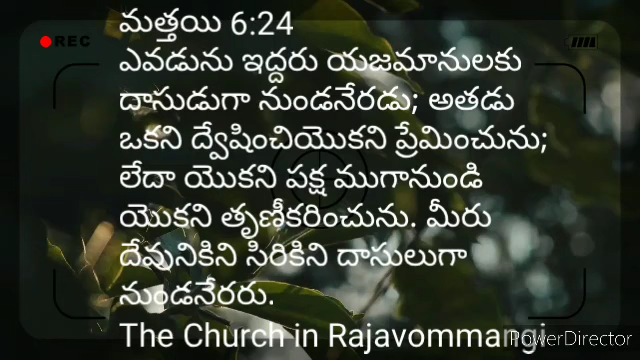 మత్తయి 6:24
REC
ఎవడును ఇద్దరు యజమానులకు
దాసుడుగా నుండనేరడు; అతడు
ఒకని ద్వేషించియొకని ప్రేమించును;
లేదా యొకని పక్ష ముగానుండి
యొకని తృణీకరించును. మీరు
దేవునికిని సిరికిని దాసులుగా
నుండనేరరు.
The Church in Rajavommangi
PowerDirector